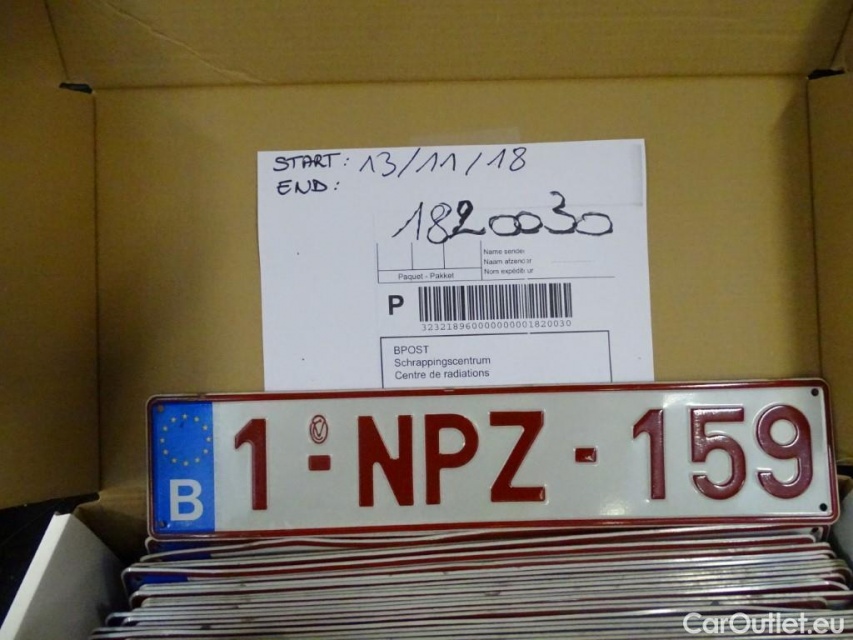 START: 13/11/18
END:
1820030
Name sender
Naam afzender
Paquet - Pakket
Nom expéditeur
P
323218960000000001820030
BPOST
Schrappingscentrum
Centre de radiations
B 1-NPZ-159
CarOutlet.eu